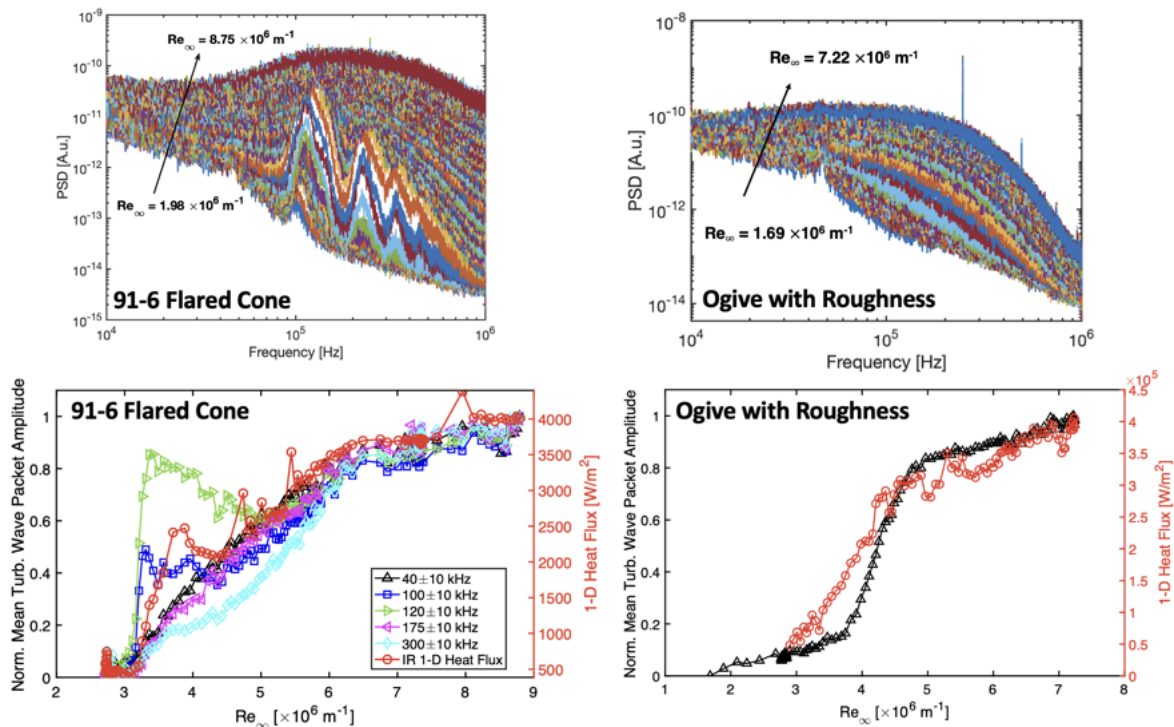 PSD [A.u.]
10⁻⁹
10⁻¹⁰
10⁻¹¹
10⁻¹²
10⁻¹³
10⁻¹⁴
10⁻¹⁵
Re∞ = 8.75 ×10⁶ m⁻¹
Re∞ = 1.98 ×10⁶ m⁻¹
91-6 Flared Cone
10⁴ 10⁵ 10⁶
Frequency [Hz]
PSD [A.u.]
10⁻⁸
10⁻¹⁰
10⁻¹²
10⁻¹⁴
Re∞ = 7.22 ×10⁶ m⁻¹
Re∞ = 1.69 ×10⁶ m⁻¹
Ogive with Roughness
10⁴ 10⁵ 10⁶
Frequency [Hz]
Norm. Mean Turb. Wave Packet Amplitude
1
0.8
0.6
0.4
0.2
0
91-6 Flared Cone
40±10 kHz
100±10 kHz
120±10 kHz
175±10 kHz
300±10 kHz
IR 1-D Heat Flux
4000
3500
3000
2500
2000
1500
1000
500
1-D Heat Flux [W/m²]
2 3 4 5 6 7 8 9
Re∞ [×10⁶ m⁻¹]
Norm. Mean Turb. Wave Packet Amplitude
1
0.8
0.6
0.4
0.2
0
Ogive with Roughness
×10⁵
4.5
4
3.5
3
2.5
2
1.5
1
0.5
0
1-D Heat Flux [W/m²]
1 2 3 4 5 6 7 8
Re∞ [×10⁶ m⁻¹]